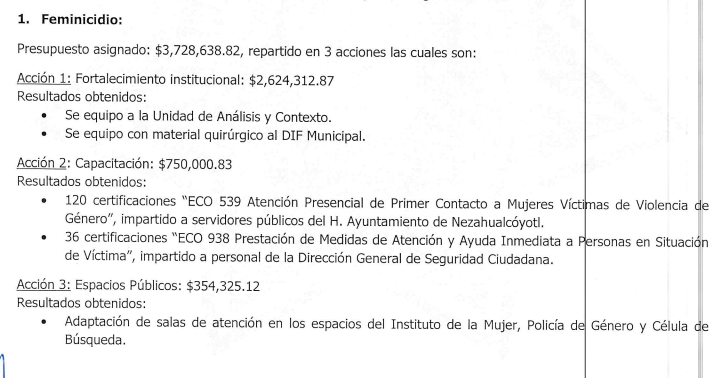 1. Feminicidio:
Presupuesto asignado: $3,728,638.82, repartido en 3 acciones las cuales son:
Acción 1: Fortalecimiento institucional: $2,624,312.87
Resultados obtenidos:
• Se equipo a la Unidad de Análisis y Contexto.
• Se equipo con material quirúrgico al DIF Municipal.
Acción 2: Capacitación: $750,000.83
Resultados obtenidos:
• 120 certificaciones "ECO 539 Atención Presencial de Primer Contacto a Mujeres Víctimas de Violencia de
Género", impartido a servidores públicos del H. Ayuntamiento de Nezahualcóyotl.
• 36 certificaciones "ECO 938 Prestación de Medidas de Atención y Ayuda Inmediata a Personas en Situación
de Víctima", impartido a personal de la Dirección General de Seguridad Ciudadana.
Acción 3: Espacios Públicos: $354,325.12
Resultados obtenidos:
• Adaptación de salas de atención en los espacios del Instituto de la Mujer, Policía de Género y Célula de
Búsqueda.